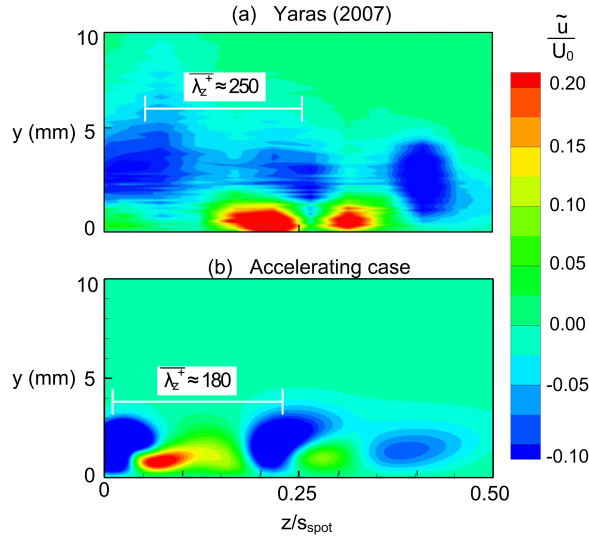 (a) Yaras (2007)
ũ
U₀
10
5
0
y (mm)
λz⁺ ≈ 250
0.20
0.15
0.10
0.05
0.00
-0.05
-0.10
(b) Accelerating case
10
5
0
y (mm)
λz⁺ ≈ 180
0
0.25
0.50
z/sspot